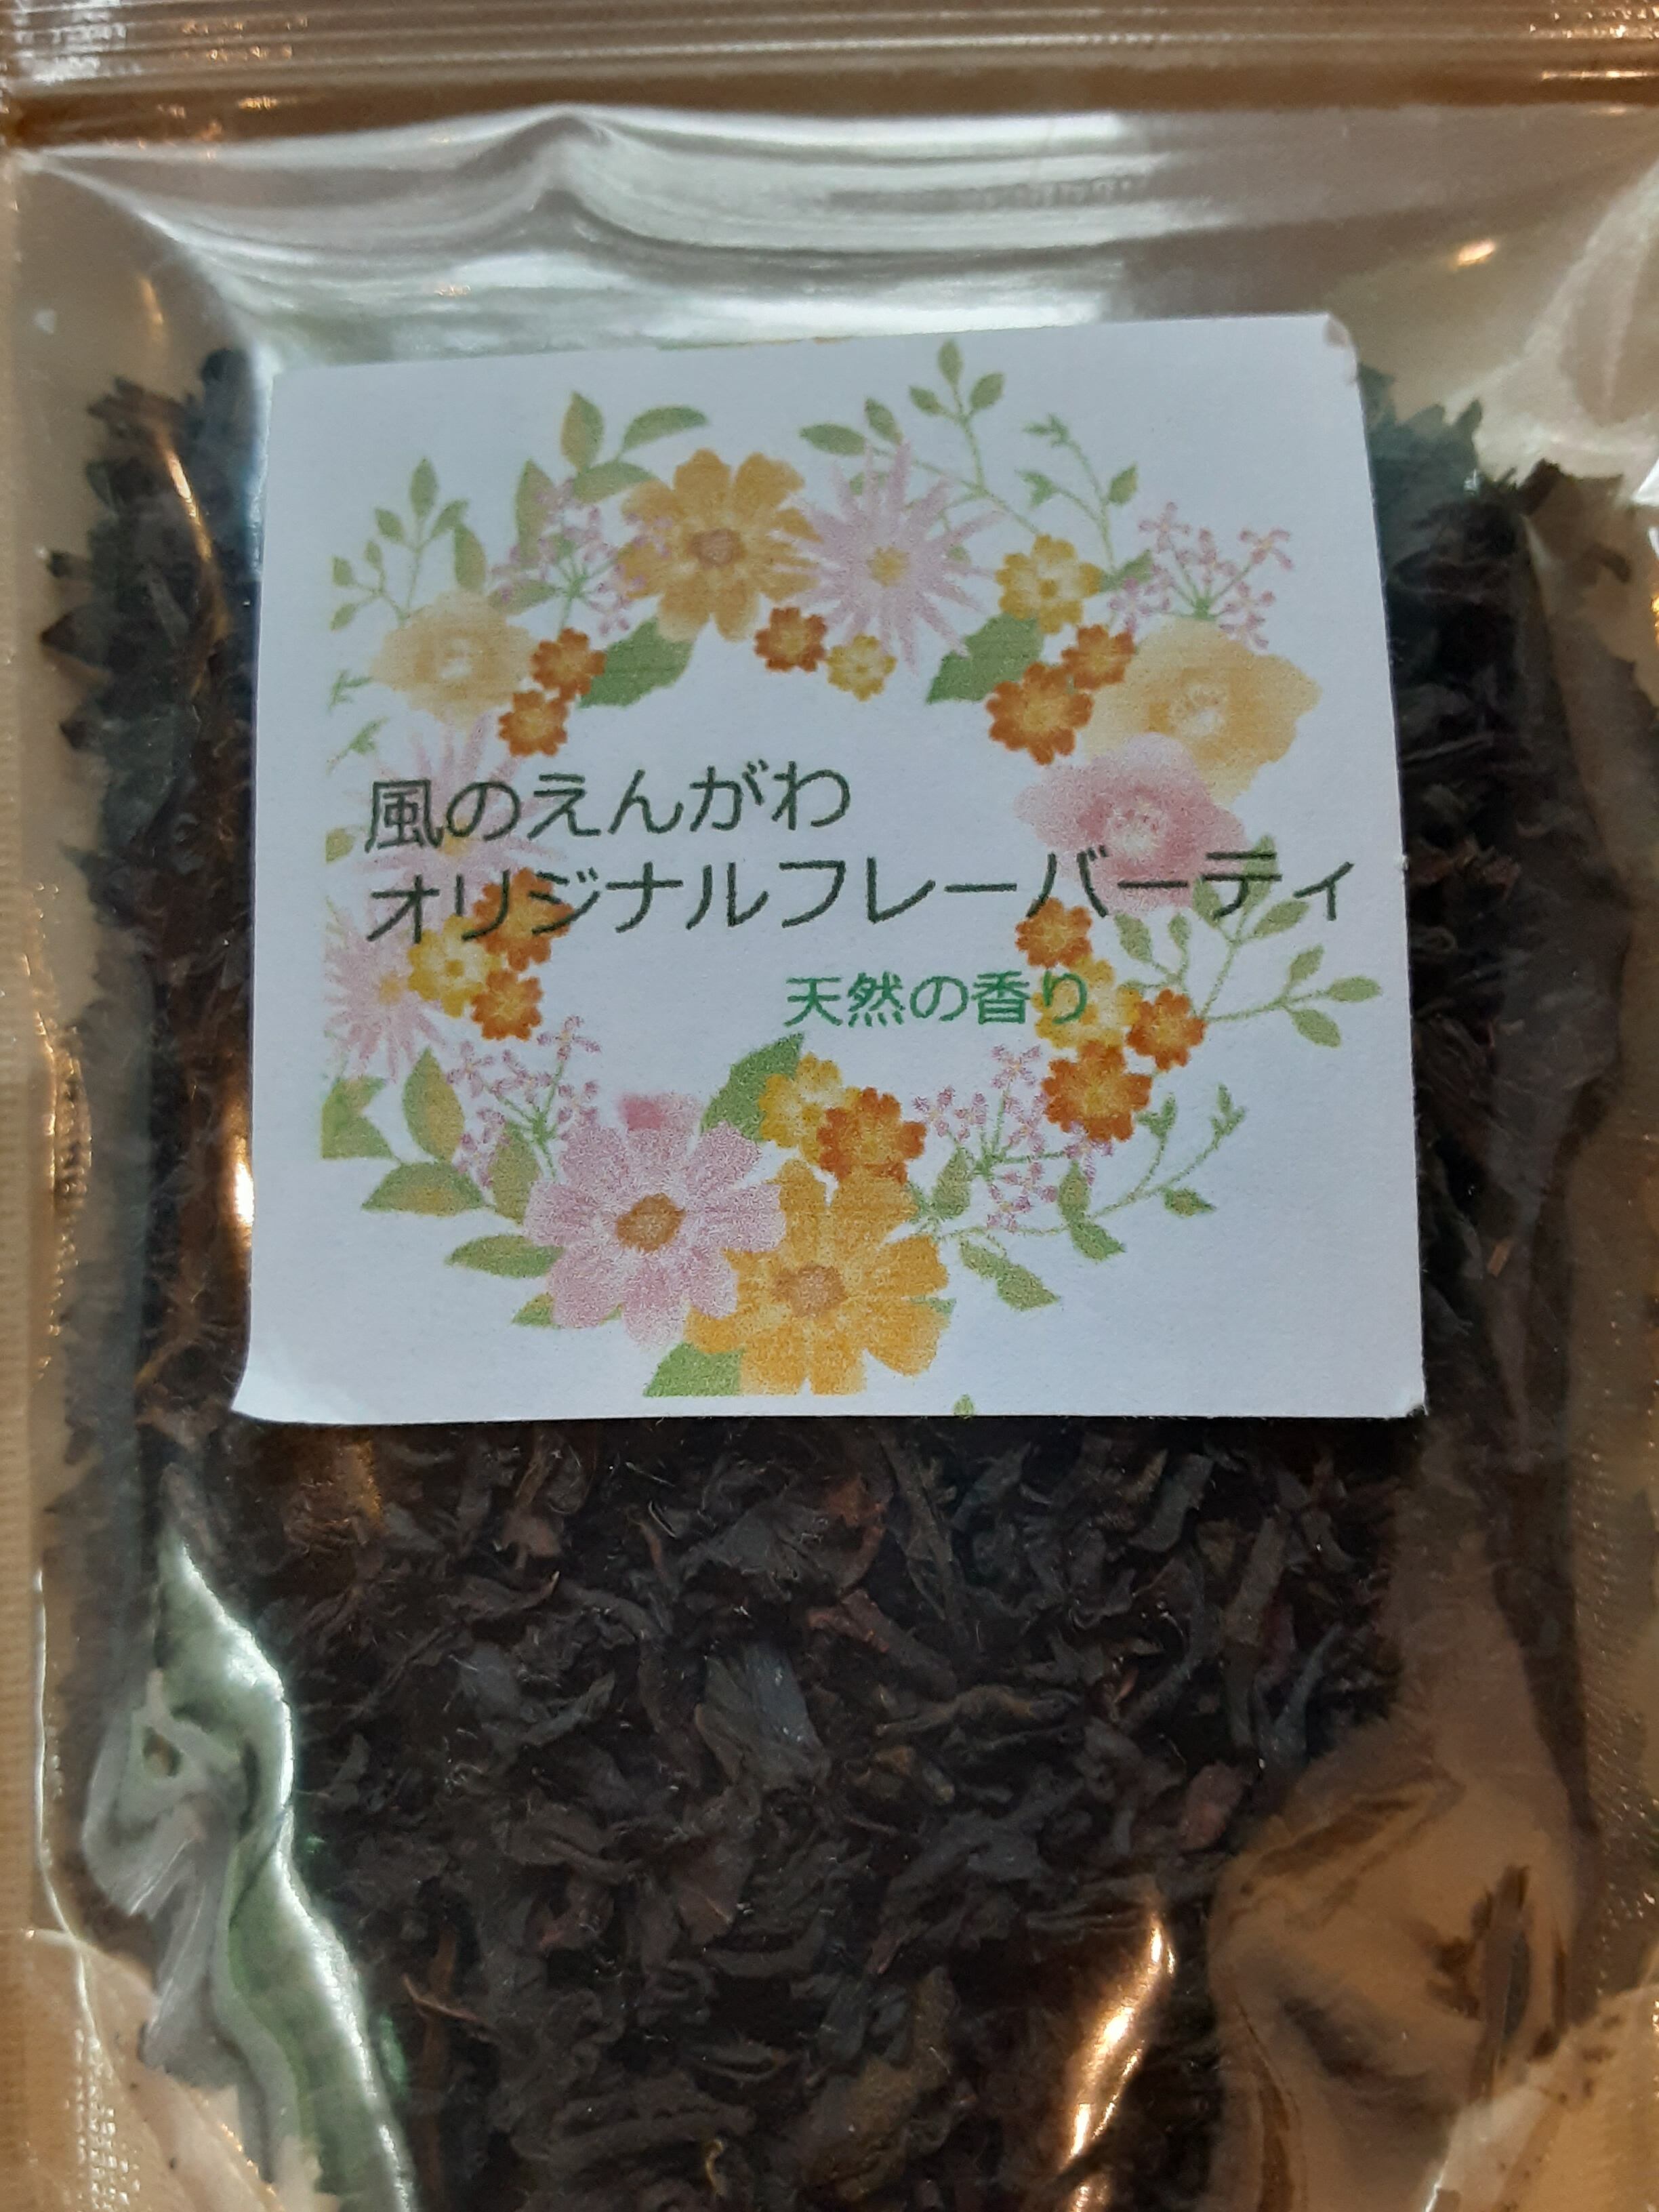 風のえんがわ
オリジナルフレーバーティ
天然の香り